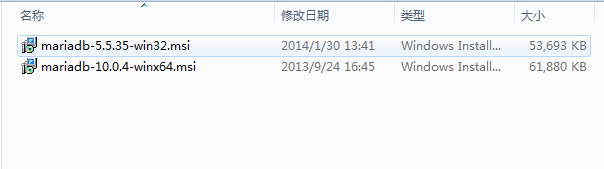 名称 修改日期 类型 大小
mariadb-5.5.35-win32.msi 2014/1/30 13:41 Windows Install... 53,693 KB
mariadb-10.0.4-winx64.msi 2013/9/24 16:45 Windows Install... 61,880 KB